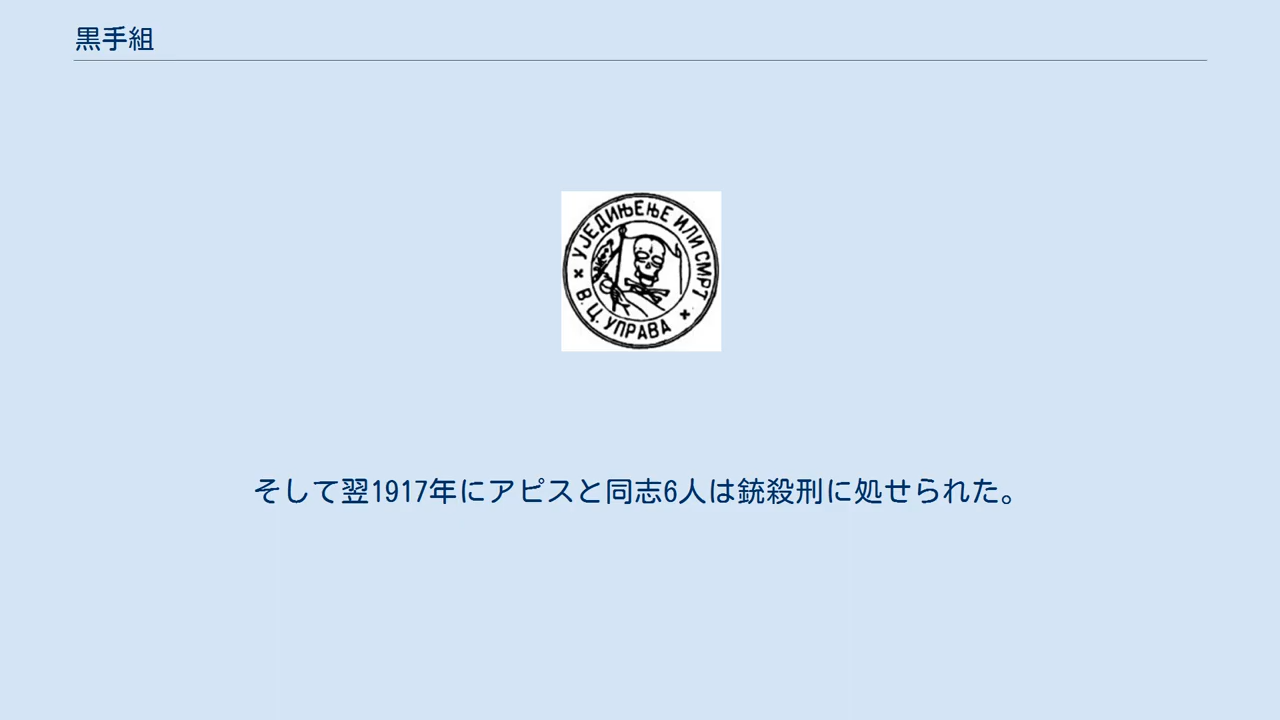 黒手組
УЈЕДИЊЕЊЕ ИЛИ СМРТ
В. Ц. УПРАВА
そして翌1917年にアピスと同志6人は銃殺刑に処せられた。